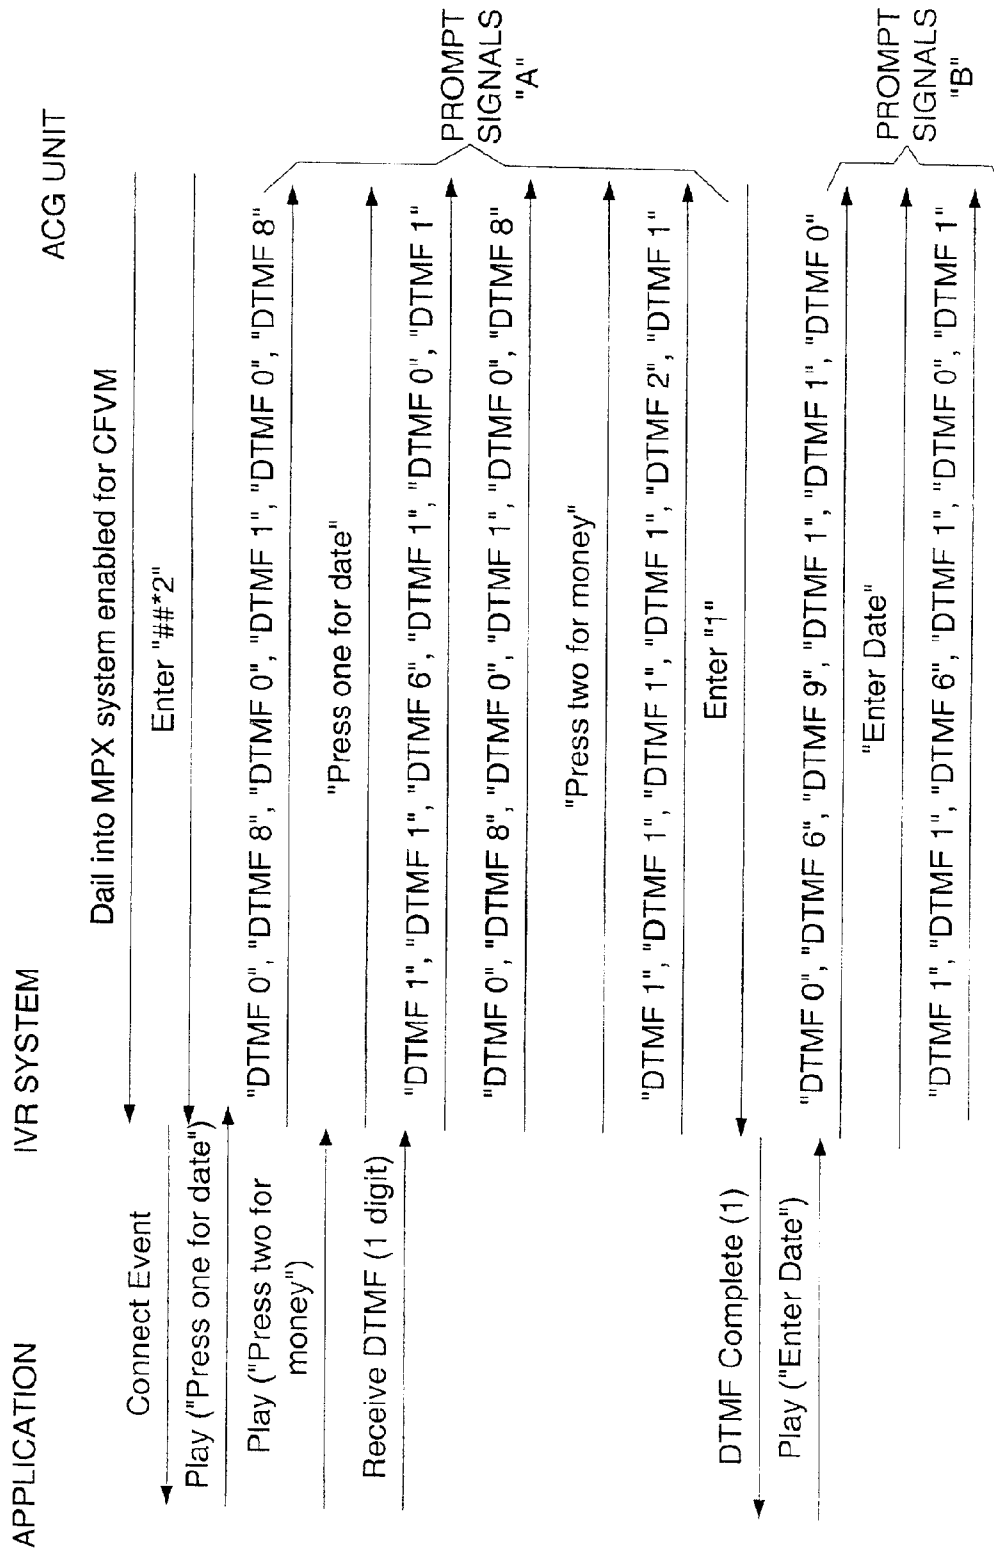 APPLICATION
IVR SYSTEM
ACG UNIT
Dail into MPX system enabled for CFVM
Connect Event
Enter "##*2"
Play ("Press one for date")
"DTMF 0", "DTMF 8", "DTMF 0", "DTMF 1", "DTMF 0", "DTMF 8"
Play ("Press two for
money")
"Press one for date"
Receive DTMF (1 digit)
"DTMF 1", "DTMF 1", "DTMF 6", "DTMF 1", "DTMF 0", "DTMF 1"
PROMPT
SIGNALS
"A"
"DTMF 0", "DTMF 8", "DTMF 0", "DTMF 1", "DTMF 0", "DTMF 8"
"Press two for money"
"DTMF 1", "DTMF 1", "DTMF 1", "DTMF 1", "DTMF 2", "DTMF 1"
Enter "1"
DTMF Complete (1)
Play ("Enter Date")
"DTMF 0", "DTMF 6", "DTMF 9", "DTMF 1", "DTMF 1", "DTMF 0"
"Enter Date"
PROMPT
SIGNALS
"B"
"DTMF 1", "DTMF 1", "DTMF 6", "DTMF 1", "DTMF 0", "DTMF 1"